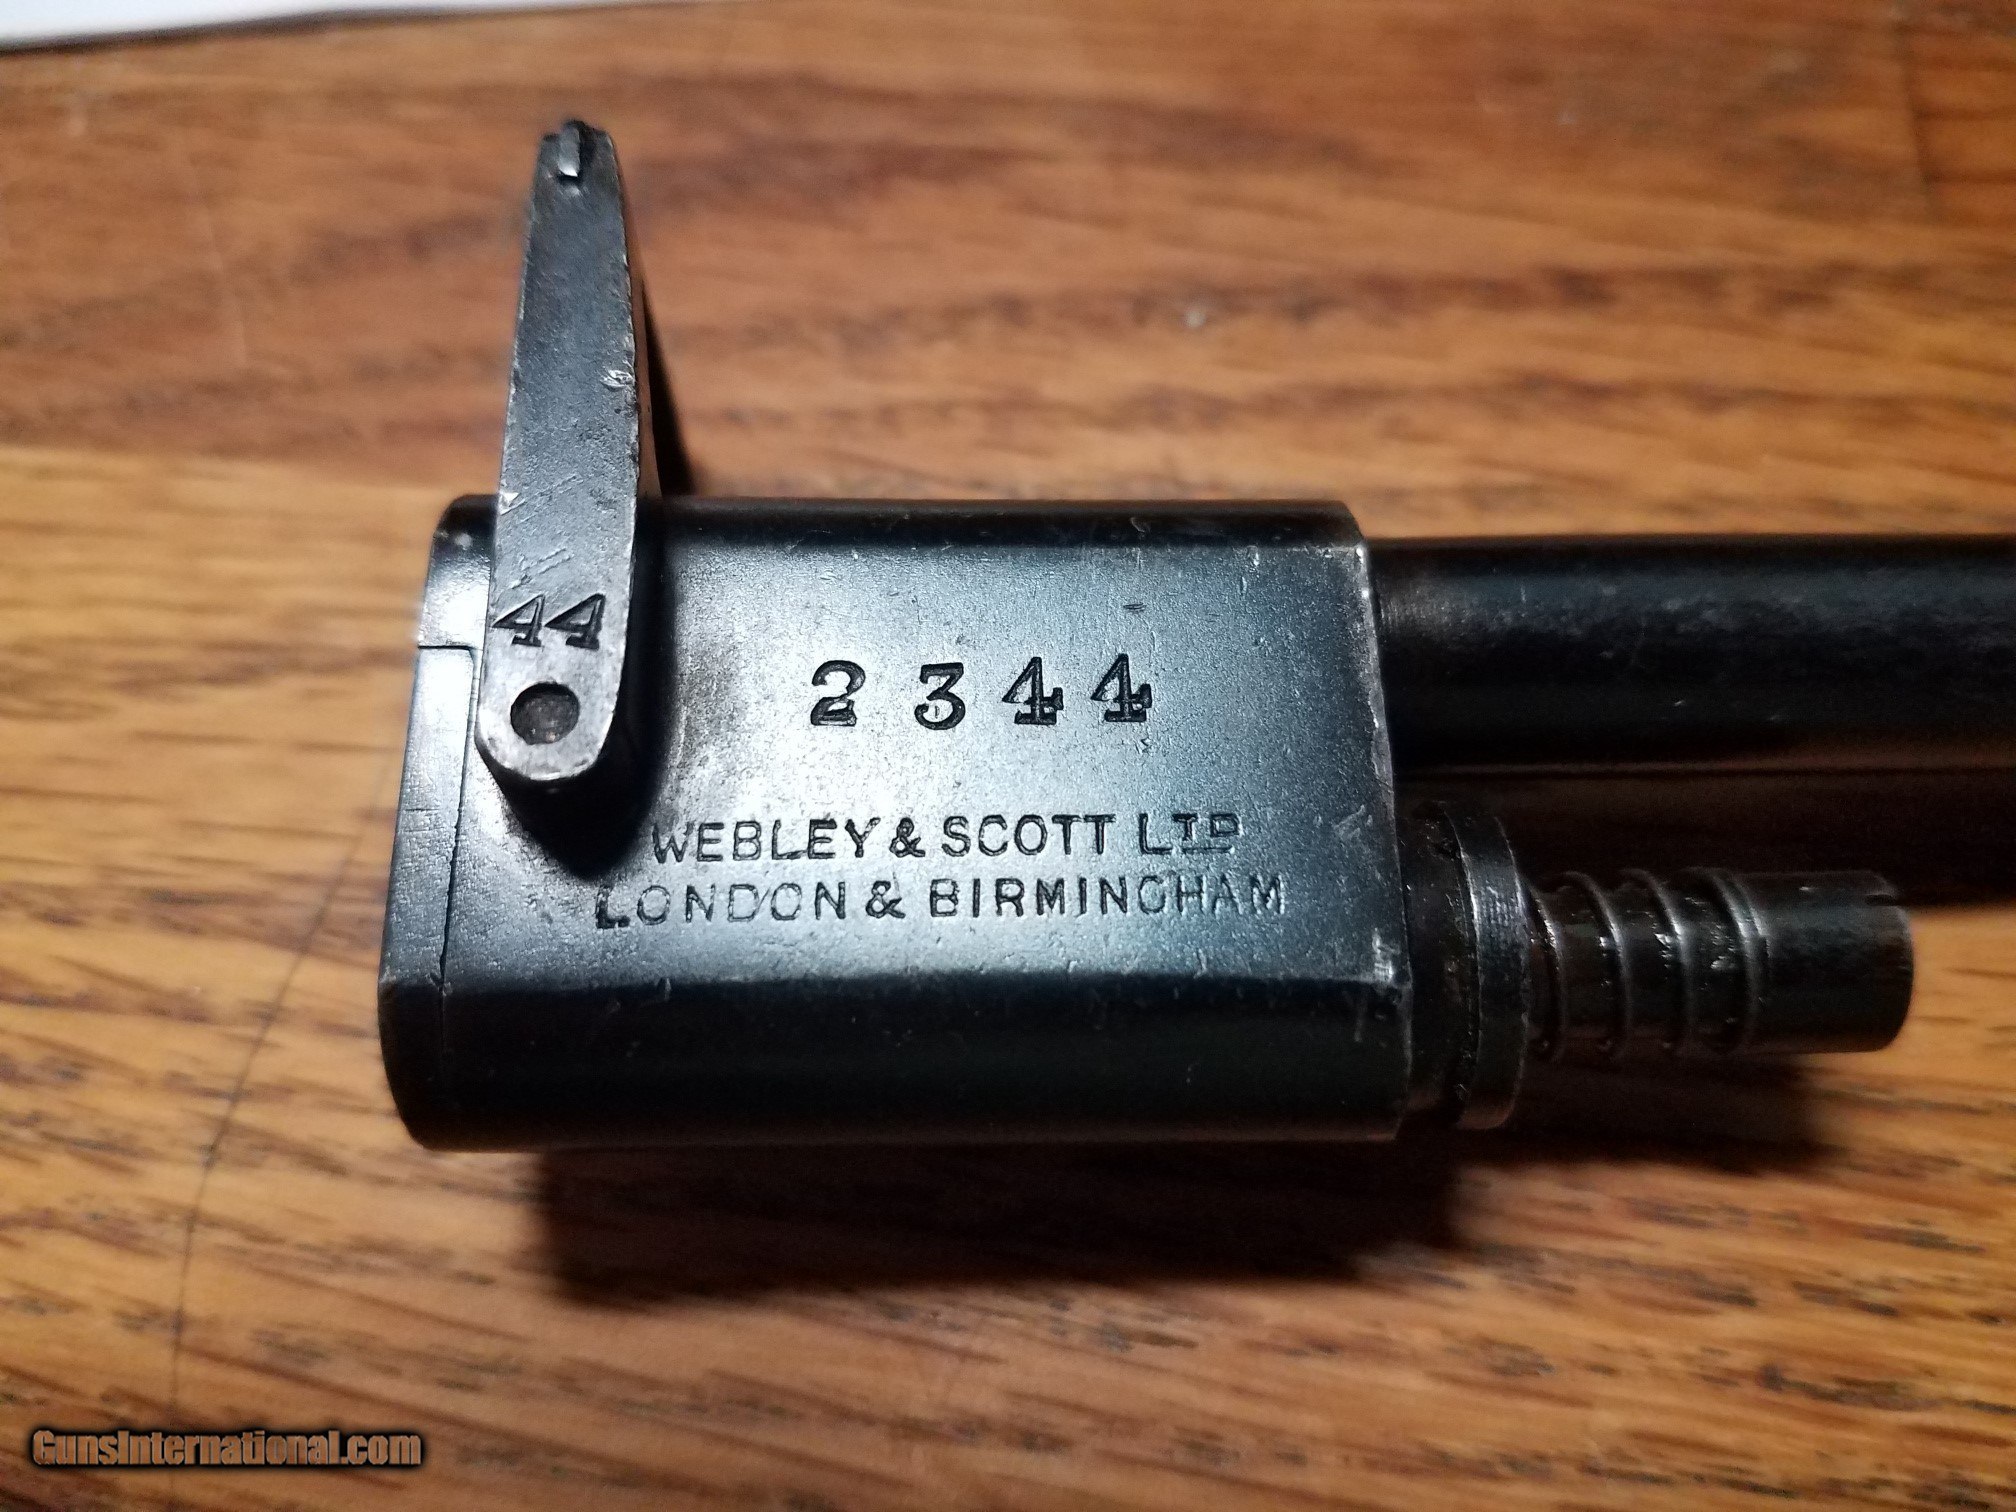 44
2344
WEBLEY & SCOTT LTD
LONDON & BIRMINGHAM
GunsInternational.com